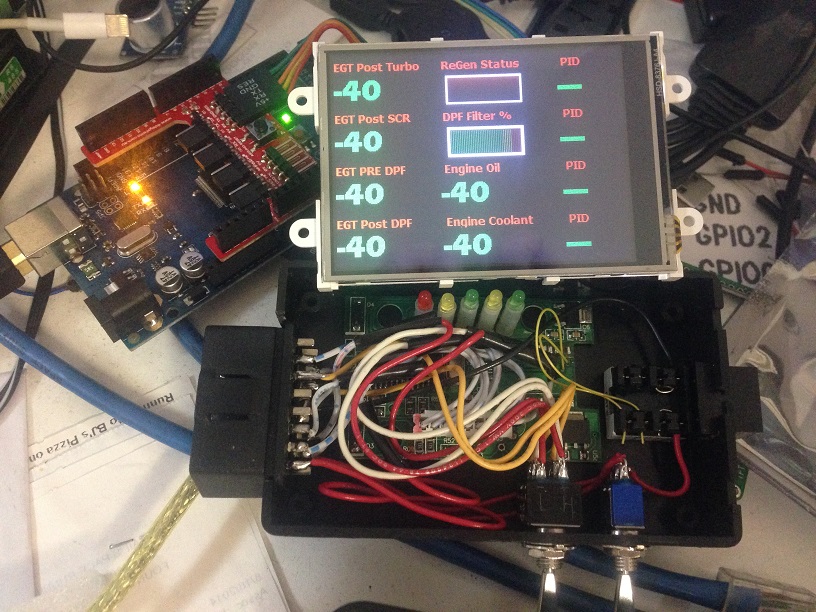 BJ's Pizza on
EGT Post Turbo ReGen Status PID
-40 —
EGT Post SCR DPF Filter % PID
-40 —
EGT PRE DPF Engine Oil PID
-40 -40 —
EGT Post DPF Engine Coolant PID
-40 -40 —
GND
GPIO2
+5V
RX
TX
GND
RES